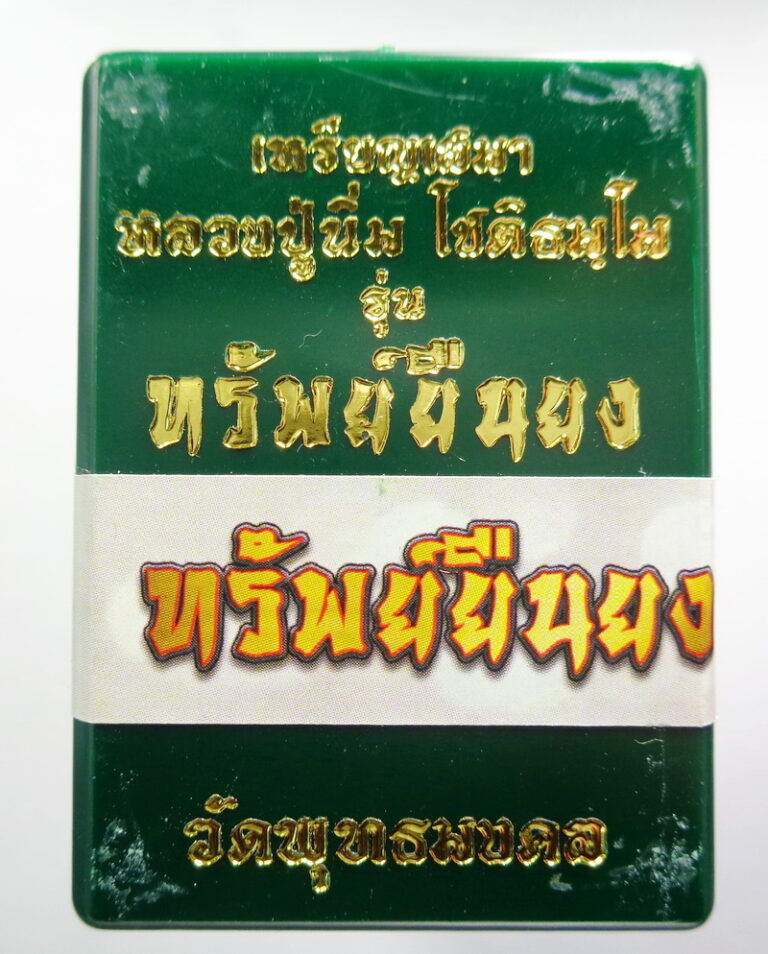 เหรียญเสมา
หลวงปู่นิ่ม โชติธมฺโม
รุ่น
ทรัพย์ยืนยง
ทรัพย์ยืนยง
วัดพุทธมงคล